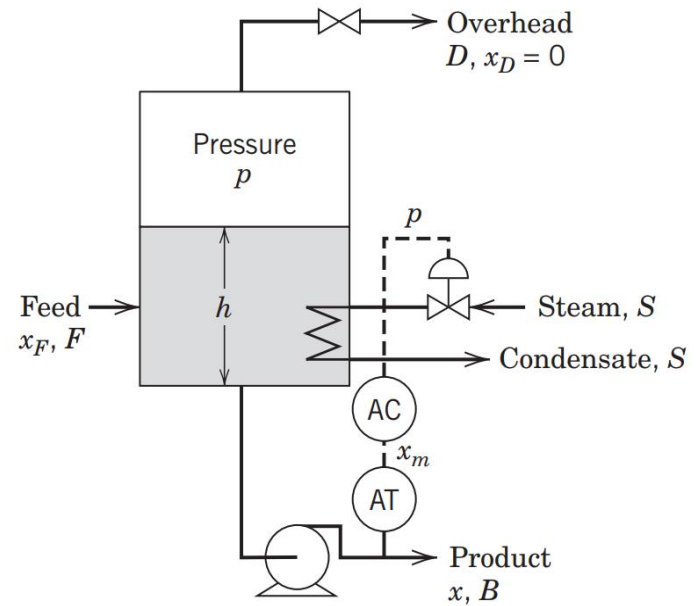 Overhead
D, x_D = 0
Pressure
p
p
Feed
x_F, F
h
Steam, S
Condensate, S
AC
x_m
AT
Product
x, B